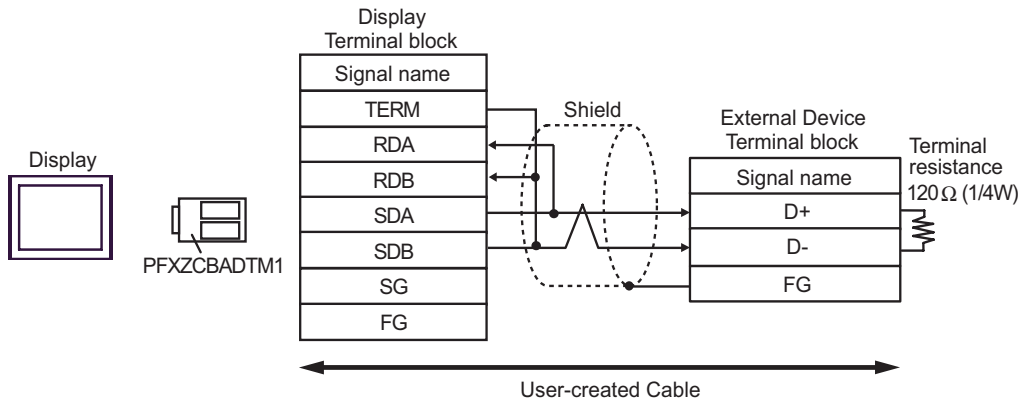 Display
PFXZCBADTM1
Display
Terminal block
Signal name
TERM
RDA
RDB
SDA
SDB
SG
FG
Shield
External Device
Terminal block
Signal name
D+
D-
FG
Terminal
resistance
120Ω (1/4W)
User-created Cable